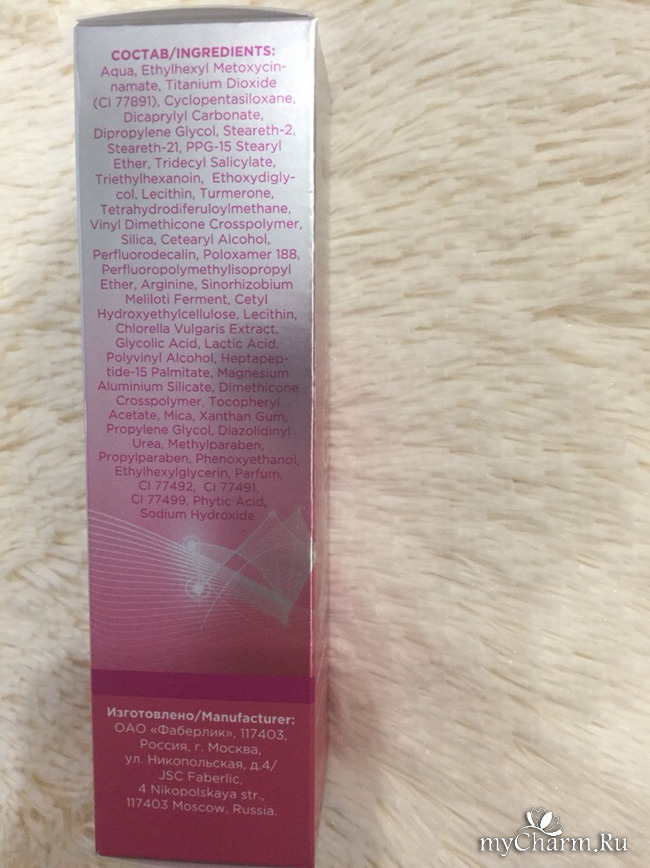 СОСТАВ/INGREDIENTS:
Aqua, Ethylhexyl Metoxycin-
namate, Titanium Dioxide
(CI 77891), Cyclopentasiloxane,
Dicaprylyl Carbonate,
Dipropylene Glycol, Steareth-2,
Steareth-21, PPG-15 Stearyl
Ether, Tridecyl Salicylate,
Triethylhexanoin, Ethoxydigly-
col, Lecithin, Turmerone,
Tetrahydrodiferuloylmethane,
Vinyl Dimethicone Crosspolymer,
Silica, Cetearyl Alcohol,
Perfluorodecalin, Poloxamer 188,
Perfluoropolymethylisopropyl
Ether, Arginine, Sinorhizobium
Meliloti Ferment, Cetyl
Hydroxyethylcellulose, Lecithin,
Chlorella Vulgaris Extract,
Glycolic Acid, Lactic Acid,
Polyvinyl Alcohol, Heptapep-
tide-15 Palmitate, Magnesium
Aluminium Silicate, Dimethicone
Crosspolymer, Tocopheryl
Acetate, Mica, Xanthan Gum,
Propylene Glycol, Diazolidinyl
Urea, Methylparaben,
Propylparaben, Phenoxyethanol,
Ethylhexylglycerin, Parfum,
CI 77492, CI 77491,
CI 77499, Phytic Acid,
Sodium Hydroxide.
Изготовлено/Manufacturer:
ОАО «Фаберлик», 117403,
Россия, г. Москва,
ул. Никопольская, д.4/
JSC Faberlic,
4 Nikopolskaya str.,
117403 Moscow, Russia.
myCharm.Ru